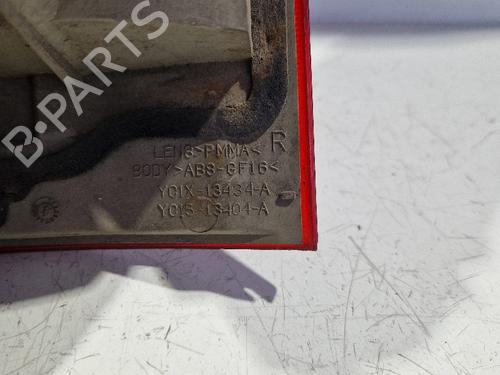 B-PARTS
LENS>PMMA< R
BODY>ABS-GF16<
YC1X-13434-A
YC15-13404-A